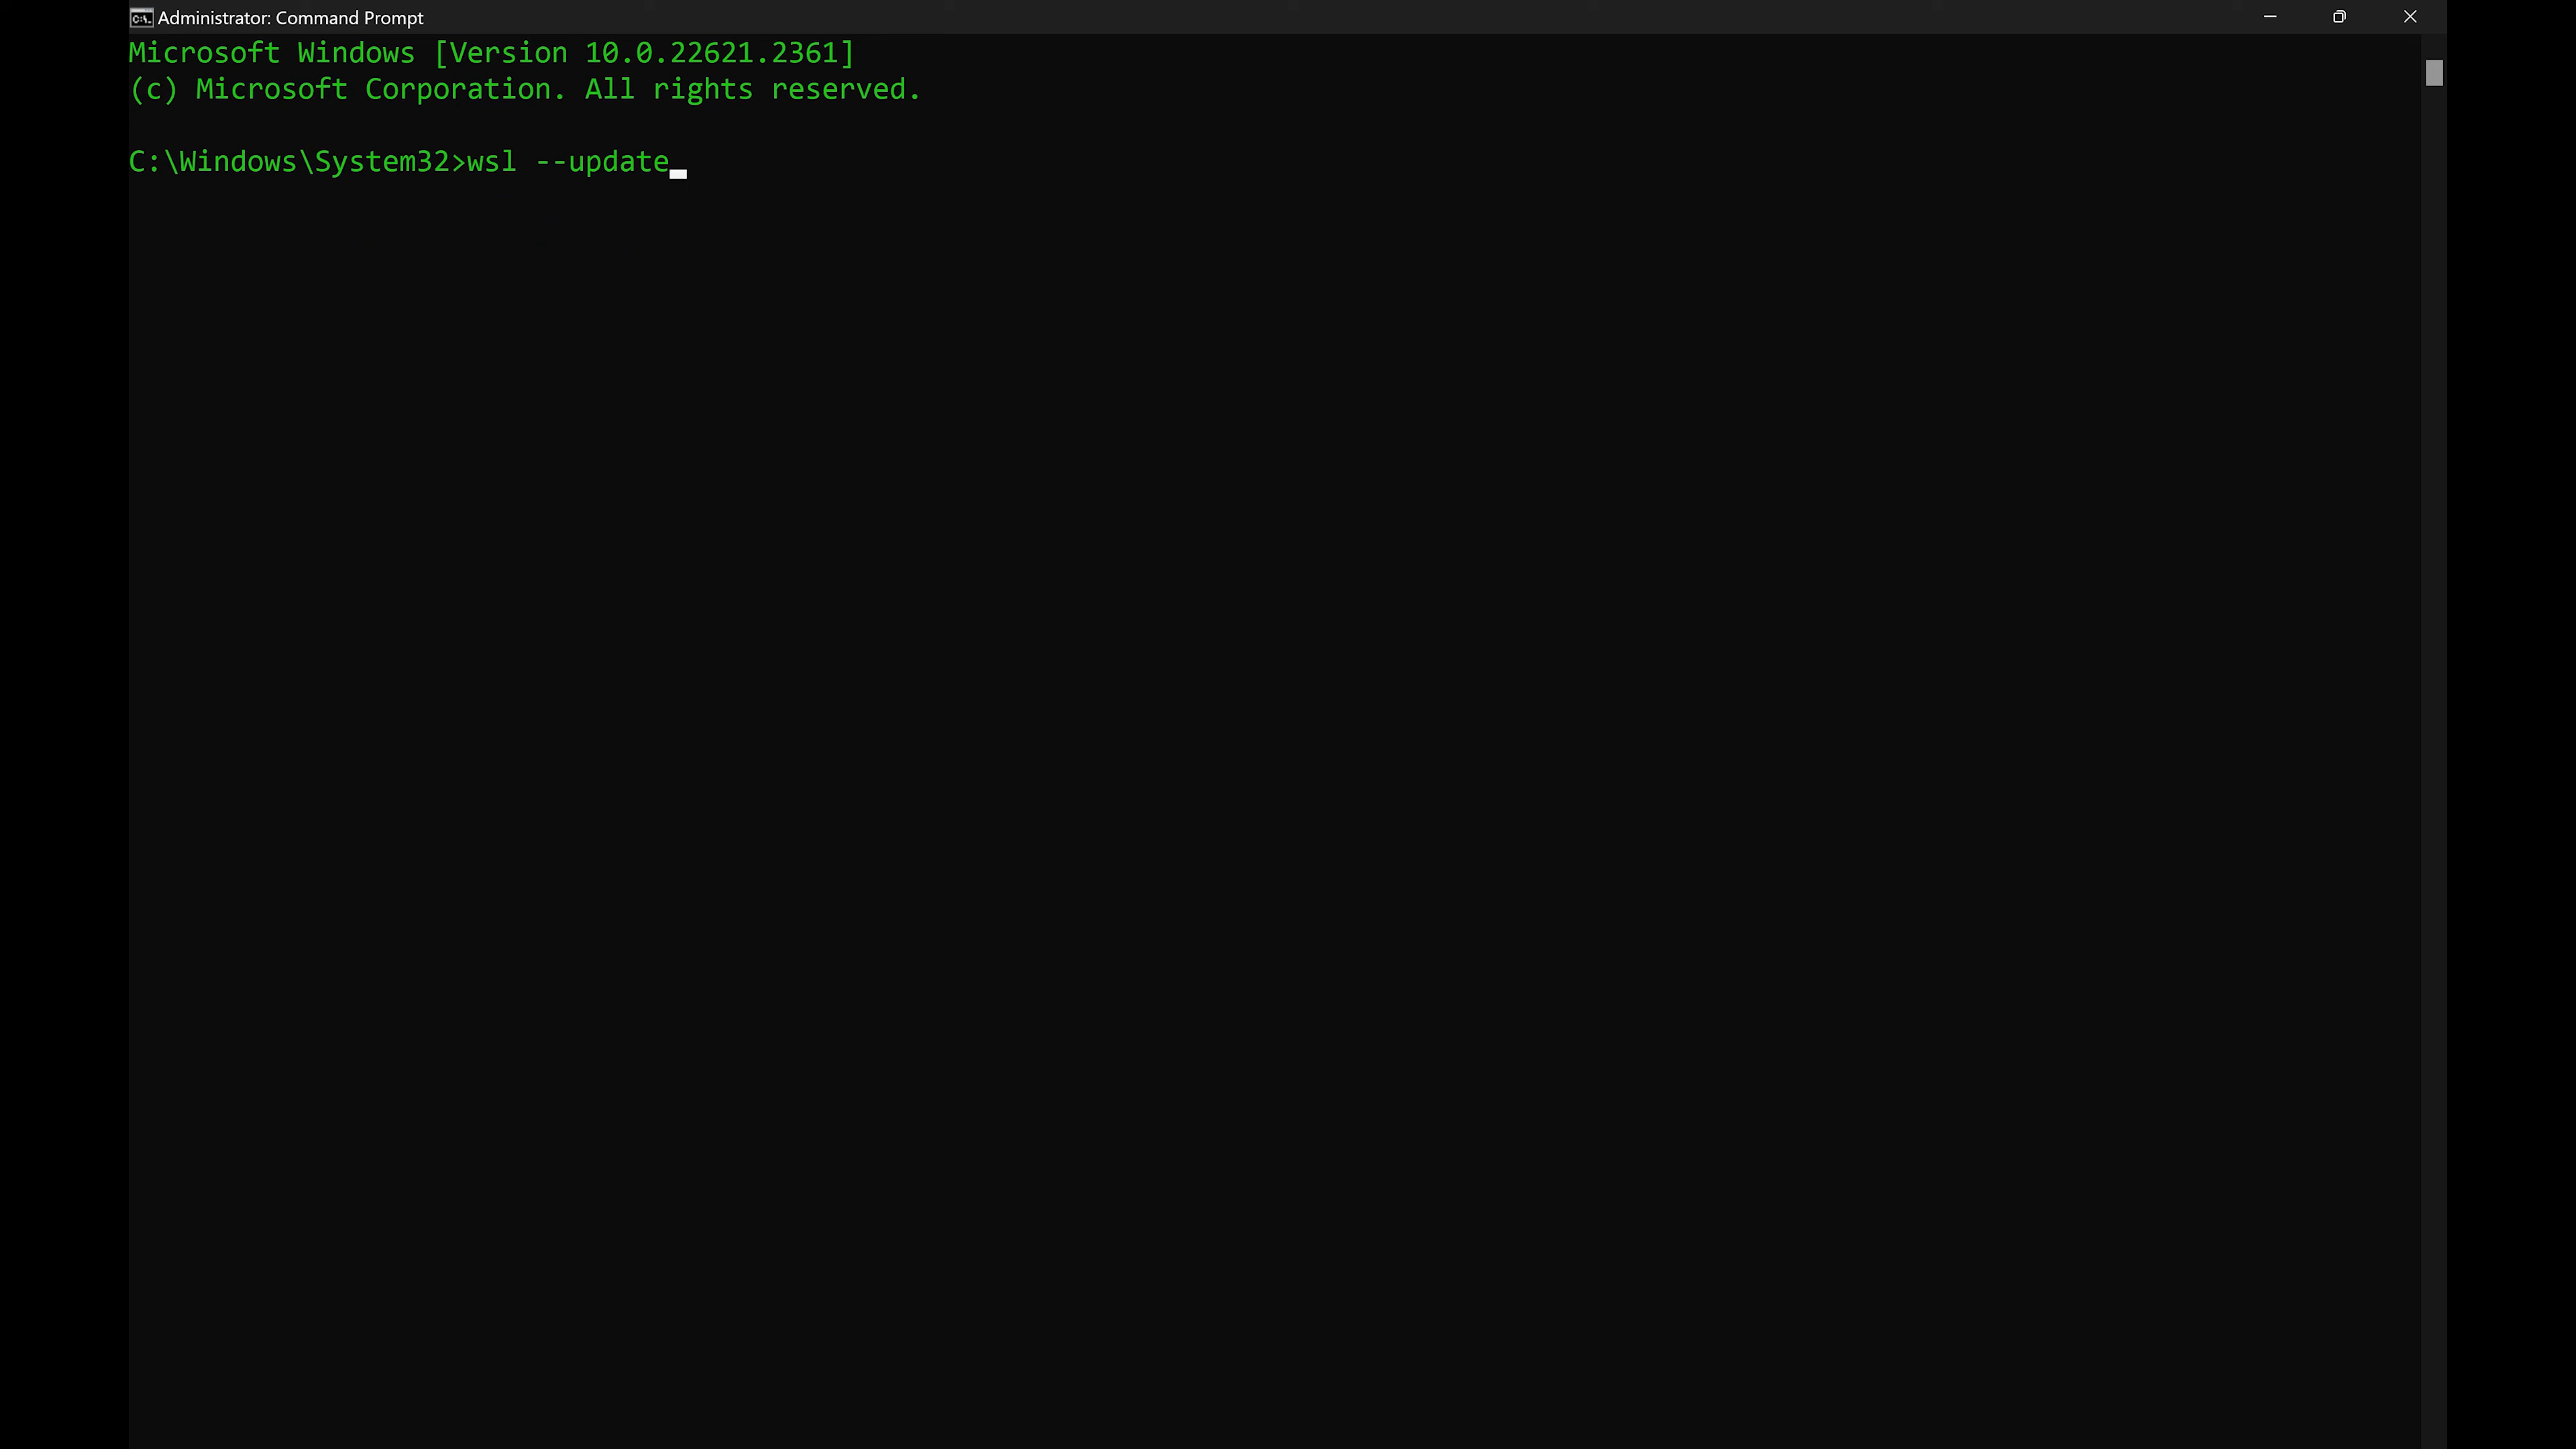 Administrator: Command Prompt
Microsoft Windows [Version 10.0.22621.2361]
(c) Microsoft Corporation. All rights reserved.
C:\Windows\System32>wsl --update